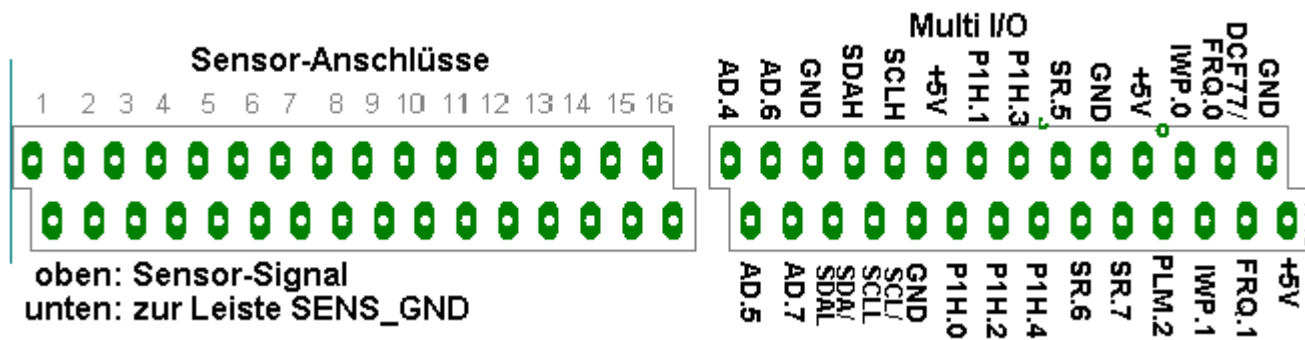 Sensor-Anschlüsse
1 2 3 4 5 6 7 8 9 10 11 12 13 14 15 16
oben: Sensor-Signal
unten: zur Leiste SENS_GND
Multi I/O
AD.4
AD.6
GND
SDAH
SCLH
+5V
P1H.1
P1H.3
SR.5
GND
+5V
IWP.0
DCF77/
FRQ.0
GND
AD.5
AD.7
SDA/
SDAL
SCL/
SCLL
GND
P1H.0
P1H.2
P1H.4
SR.6
SR.7
PLM.2
IWP.1
FRQ.1
+5V